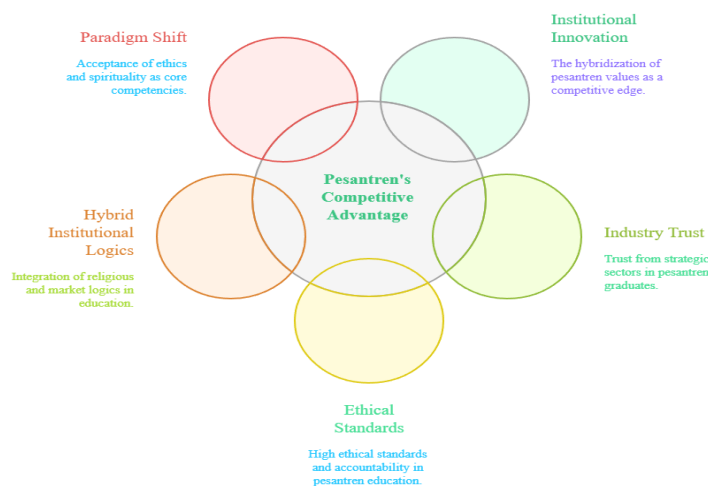 Paradigm Shift
Acceptance of ethics
and spirituality as core
competencies.
Institutional
Innovation
The hybridization of
pesantren values as a
competitive edge.
Pesantren's
Competitive
Advantage
Hybrid
Institutional
Logics
Integration of religious
and market logics in
education.
Industry Trust
Trust from strategic
sectors in pesantren
graduates.
Ethical
Standards
High ethical standards
and accountability in
pesantren education.